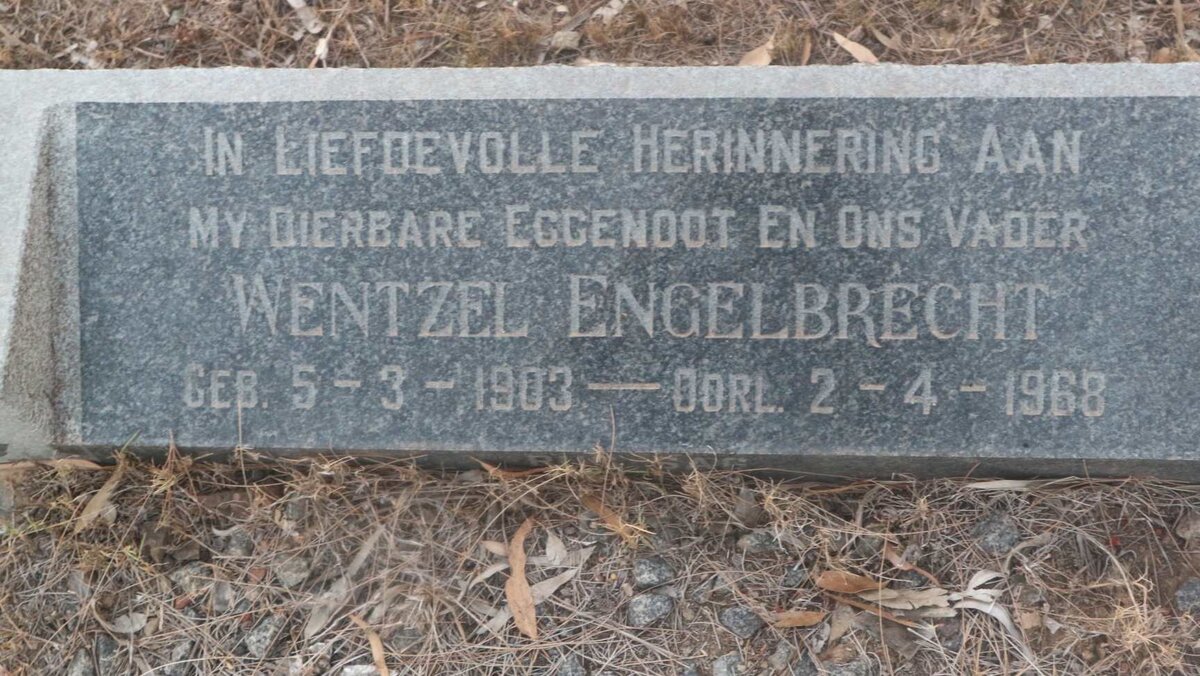 IN LIEFDEVOLLE HERINNERING AAN
MY DIERBARE EGGENOOT EN ONS VADER
WENTZEL ENGELBRECHT
GEB. 5-3-1903 — OORL. 2-4-1968